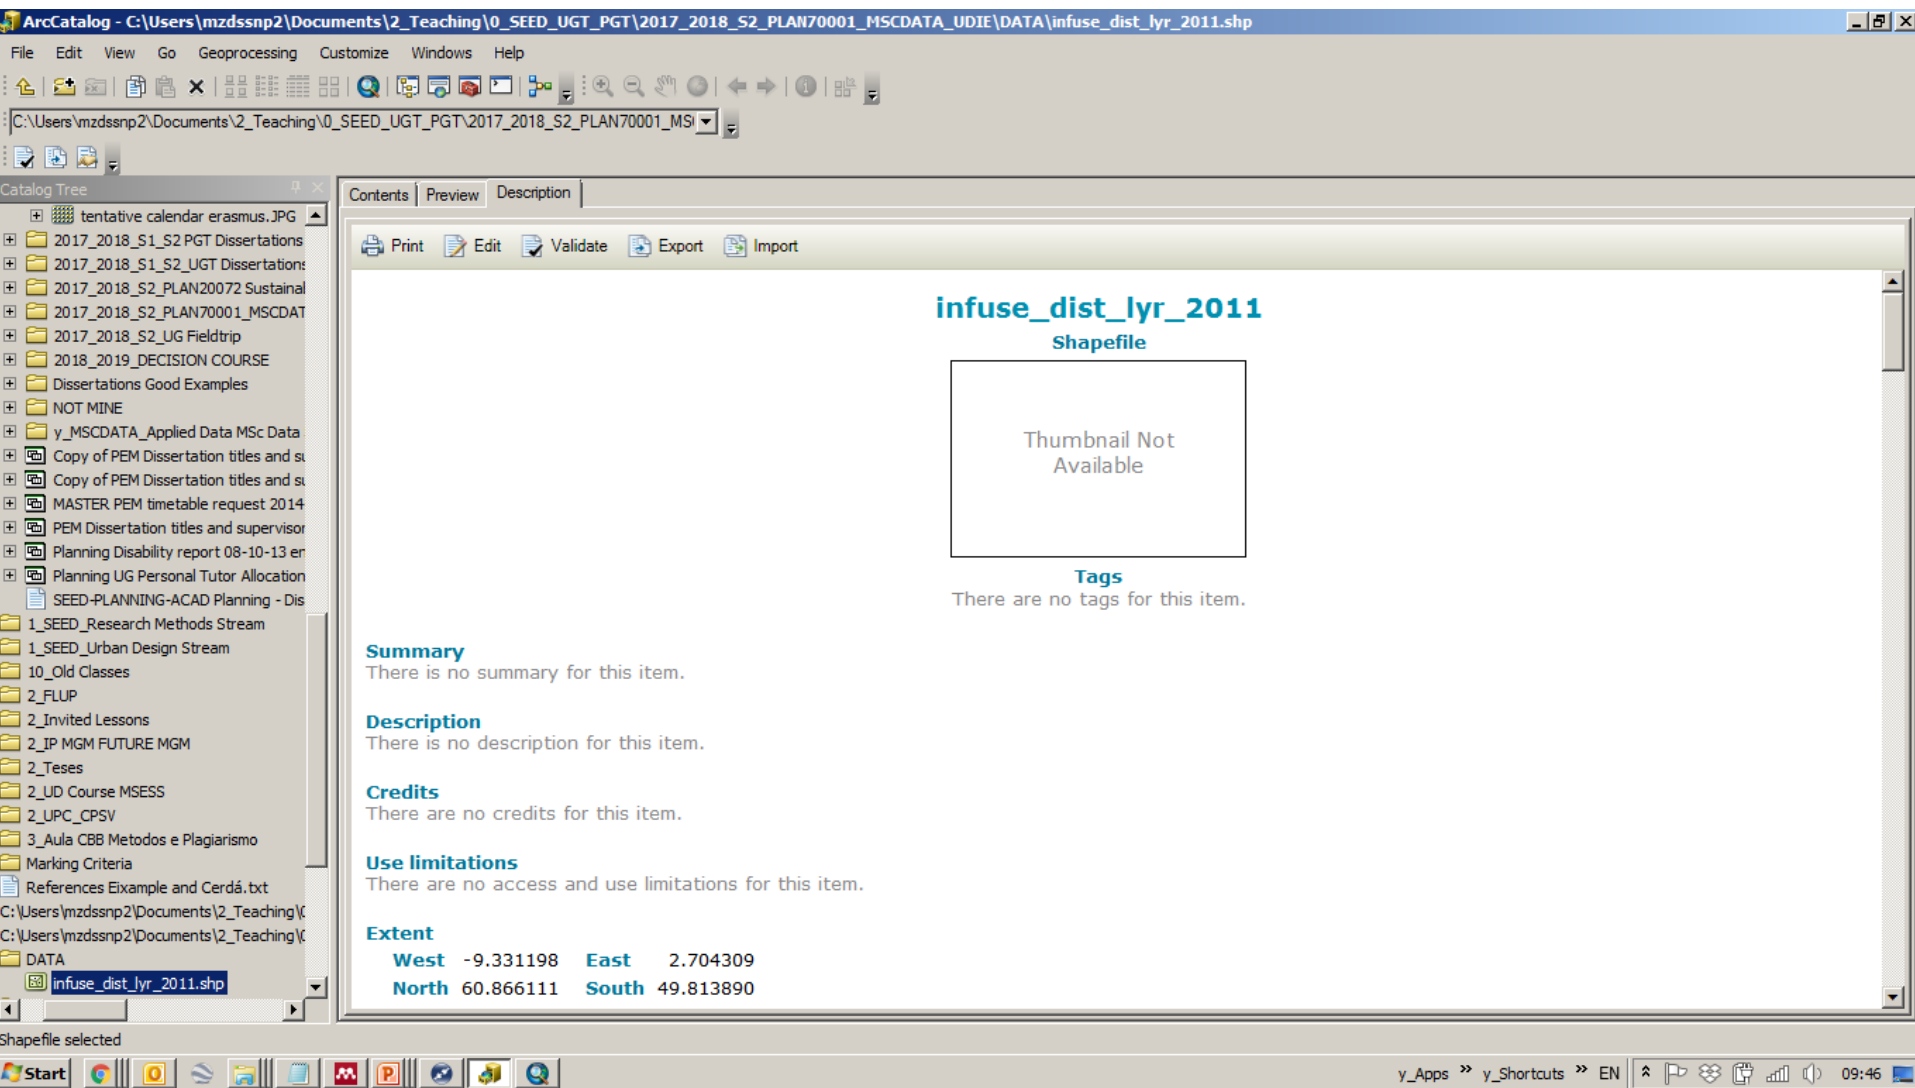 ArcCatalog - C:\Users\mzdssnp2\Documents\2_Teaching\0_SEED_UGT_PGT\2017_2018_S2_PLAN70001_MSCDATA_UDIE\DATA\infuse_dist_lyr_2011.shp
File Edit View Go Geoprocessing Customize Windows Help
C:\Users\mzdssnp2\Documents\2_Teaching\0_SEED_UGT_PGT\2017_2018_S2_PLAN70001_MS
Catalog Tree
tentative calendar erasmus.JPG
2017_2018_S1_S2 PGT Dissertations
2017_2018_S1_S2_UGT Dissertations
2017_2018_S2_PLAN20072 Sustainal
2017_2018_S2_PLAN70001_MSCDAT
2017_2018_S2_UG Fieldtrip
2018_2019_DECISION COURSE
Dissertations Good Examples
NOT MINE
y_MSCDATA_Applied Data MSc Data
Copy of PEM Dissertation titles and su
Copy of PEM Dissertation titles and su
MASTER PEM timetable request 2014-
PEM Dissertation titles and supervisor
Planning Disability report 08-10-13 en
Planning UG Personal Tutor Allocation
SEED-PLANNING-ACAD Planning - Dis
1_SEED_Research Methods Stream
1_SEED_Urban Design Stream
10_Old Classes
2_FLUP
2_Invited Lessons
2_IP MGM FUTURE MGM
2_Teses
2_UD Course MSESS
2_UPC_CPSV
3_Aula CBB Metodos e Plagiarismo
Marking Criteria
References Eixample and Cerdá.txt
C:\Users\mzdssnp2\Documents\2_Teaching\0
C:\Users\mzdssnp2\Documents\2_Teaching\0
DATA
infuse_dist_lyr_2011.shp
Contents Preview Description
Print Edit Validate Export Import
infuse_dist_lyr_2011
Shapefile
Thumbnail Not
Available
Tags
There are no tags for this item.
Summary
There is no summary for this item.
Description
There is no description for this item.
Credits
There are no credits for this item.
Use limitations
There are no access and use limitations for this item.
Extent
West -9.331198 East 2.704309
North 60.866111 South 49.813890
Shapefile selected
Start y_Apps » y_Shortcuts » EN 09:46